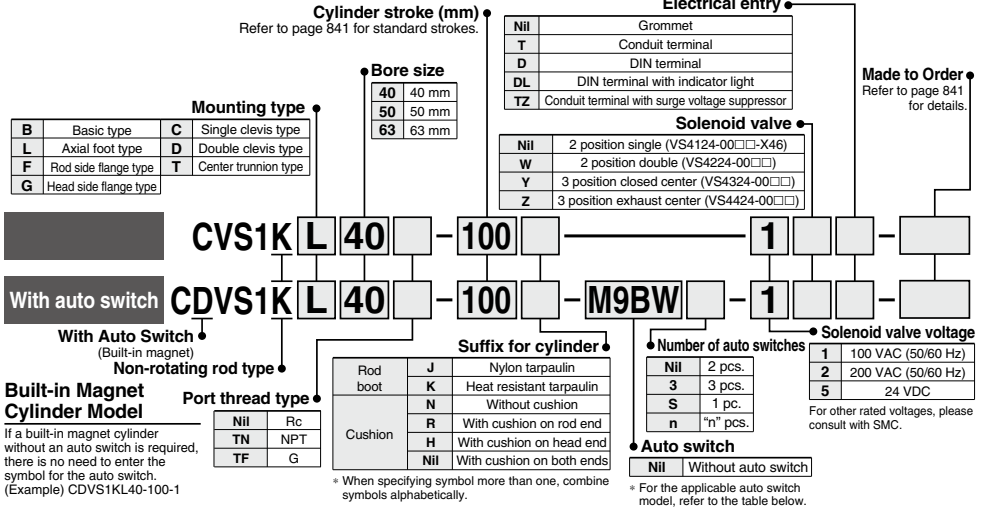 Cylinder stroke (mm)
Refer to page 841 for standard strokes.
Electrical entry
Nil Grommet
T Conduit terminal
D DIN terminal
DL DIN terminal with indicator light
TZ Conduit terminal with surge voltage suppressor
Made to Order
Refer to page 841
for details.
Bore size
40 40 mm
50 50 mm
63 63 mm
Mounting type
B Basic type C Single clevis type
L Axial foot type D Double clevis type
F Rod side flange type T Center trunnion type
G Head side flange type
Solenoid valve
Nil 2 position single (VS4124-00□□-X46)
W 2 position double (VS4224-00□□)
Y 3 position closed center (VS4324-00□□)
Z 3 position exhaust center (VS4424-00□□)
CVS1K L 40 – 100 1 –
With auto switch CDVS1K L 40 – 100 – M9BW – 1 –
With Auto Switch
(Built-in magnet)
Non-rotating rod type
Built-in Magnet
Cylinder Model
If a built-in magnet cylinder
without an auto switch is required,
there is no need to enter the
symbol for the auto switch.
(Example) CDVS1KL40-100-1
Port thread type
Nil Rc
TN NPT
TF G
Suffix for cylinder
Rod boot J Nylon tarpaulin
K Heat resistant tarpaulin
Cushion N Without cushion
R With cushion on rod end
H With cushion on head end
Nil With cushion on both ends
* When specifying symbol more than one, combine
symbols alphabetically.
Number of auto switches
Nil 2 pcs.
3 3 pcs.
S 1 pc.
n “n” pcs.
Auto switch
Nil Without auto switch
* For the applicable auto switch
model, refer to the table below.
Solenoid valve voltage
1 100 VAC (50/60 Hz)
2 200 VAC (50/60 Hz)
5 24 VDC
For other rated voltages, please
consult with SMC.